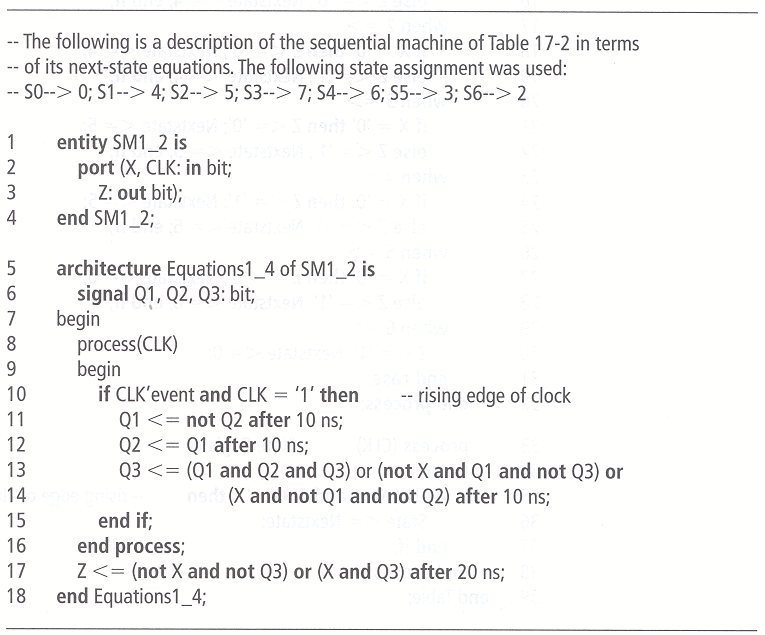 -- The following is a description of the sequential machine of Table 17-2 in terms
-- of its next-state equations. The following state assignment was used:
-- S0--> 0; S1--> 4; S2--> 5; S3--> 7; S4--> 6; S5--> 3; S6--> 2
1 entity SM1_2 is
2 port (X, CLK: in bit;
3 Z: out bit);
4 end SM1_2;
5 architecture Equations1_4 of SM1_2 is
6 signal Q1, Q2, Q3: bit;
7 begin
8 process(CLK)
9 begin
10 if CLK'event and CLK = '1' then -- rising edge of clock
11 Q1 <= not Q2 after 10 ns;
12 Q2 <= Q1 after 10 ns;
13 Q3 <= (Q1 and Q2 and Q3) or (not X and Q1 and not Q3) or
14 (X and not Q1 and not Q2) after 10 ns;
15 end if;
16 end process;
17 Z <= (not X and not Q3) or (X and Q3) after 20 ns;
18 end Equations1_4;